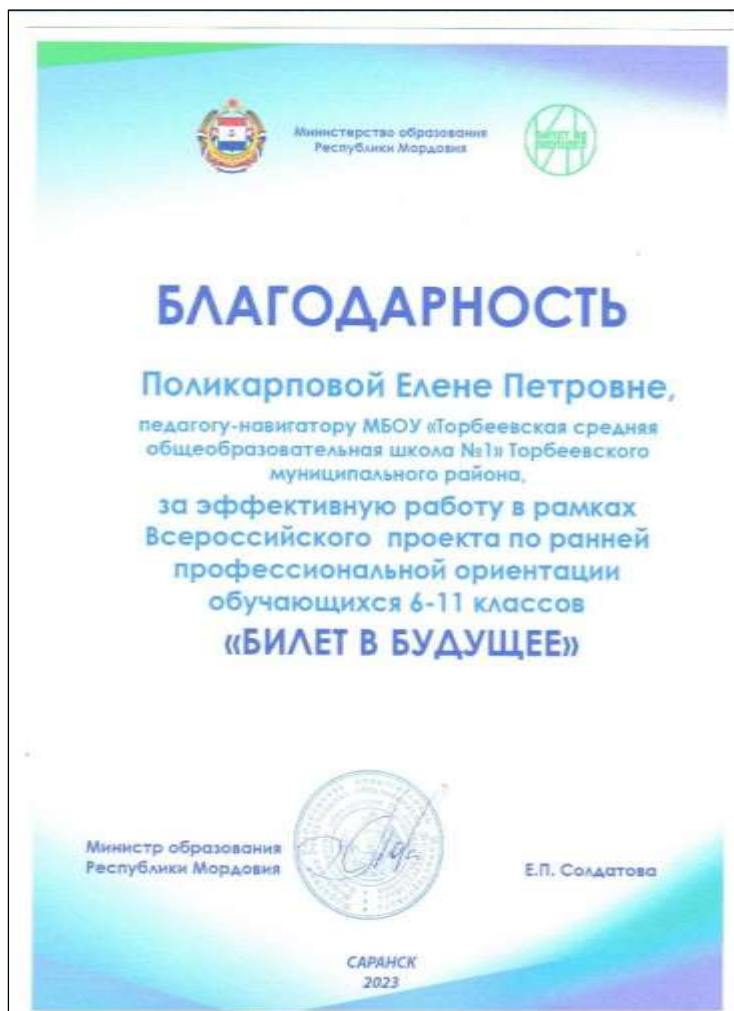 Министерство образования
Республики Мордовия
БИЛЕТ В
БУДУЩЕЕ
БЛАГОДАРНОСТЬ
Поликарповой Елене Петровне,
педагогу-навигатору МБОУ «Торбеевская средняя
общеобразовательная школа №1» Торбеевского
муниципального района,
за эффективную работу в рамках
Всероссийского проекта по ранней
профессиональной ориентации
обучающихся 6-11 классов
«БИЛЕТ В БУДУЩЕЕ»
Министр образования
Республики Мордовия
Е.П. Солдатова
САРАНСК
2023